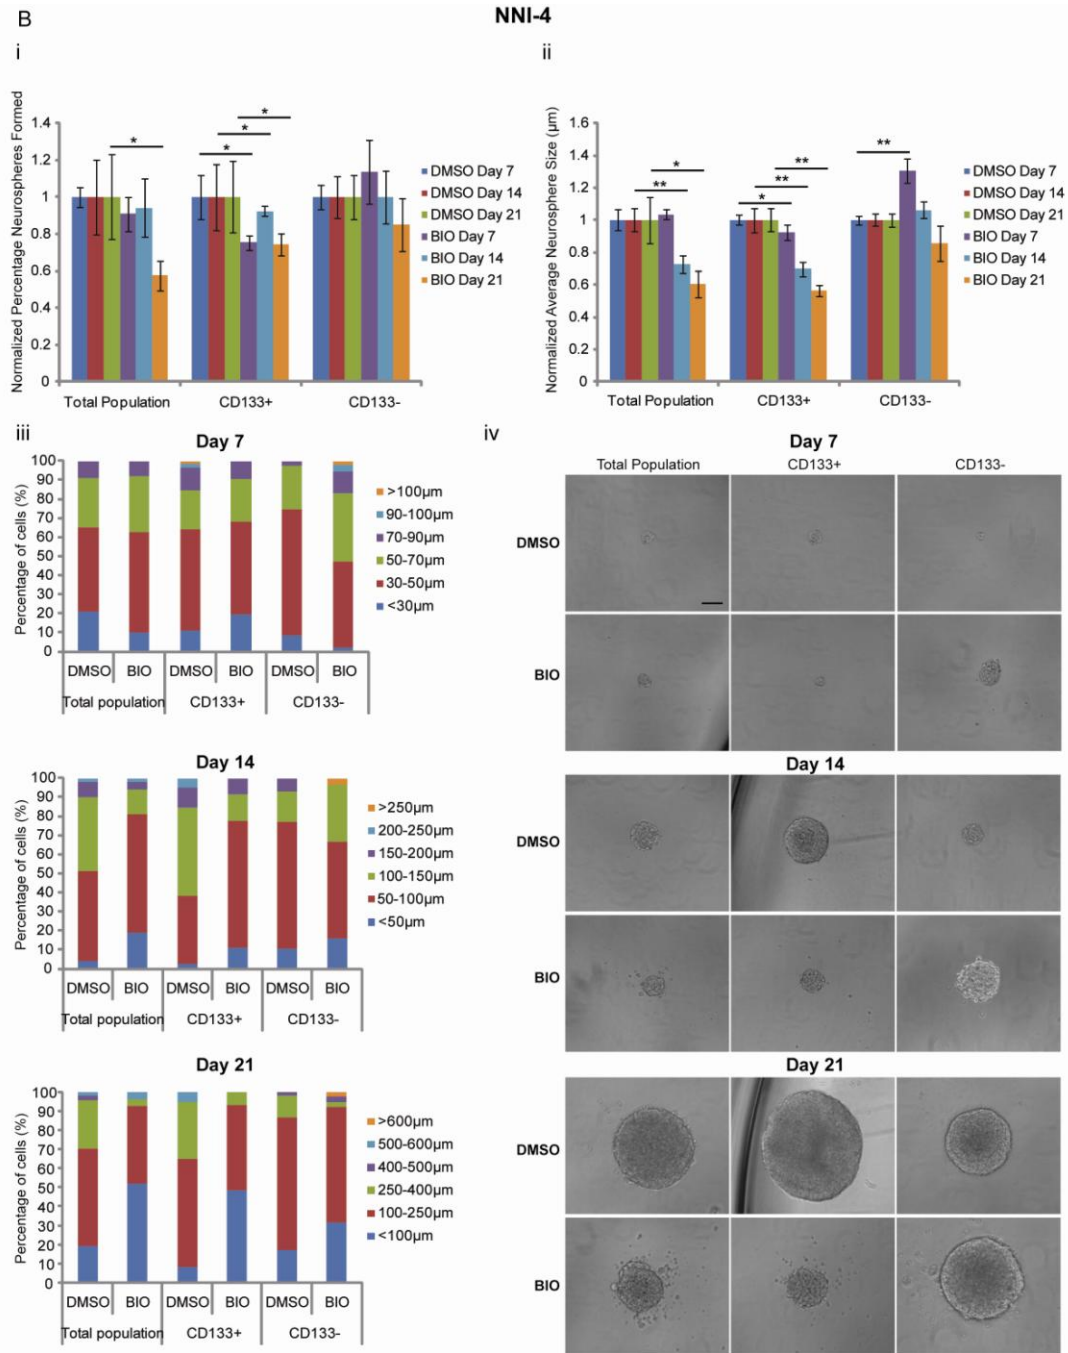 B
NNI-4
i
Normalized Percentage Neurospheres Formed
1.4
1.2
1
0.8
0.6
0.4
0.2
0
*
*
*
*
Total Population CD133+ CD133-
DMSO Day 7
DMSO Day 14
DMSO Day 21
BIO Day 7
BIO Day 14
BIO Day 21
ii
Normalized Average Neurosphere Size (µm)
1.6
1.4
1.2
1
0.8
0.6
0.4
0.2
0
**
*
*
**
**
**
Total Population CD133+ CD133-
DMSO Day 7
DMSO Day 14
DMSO Day 21
BIO Day 7
BIO Day 14
BIO Day 21
iii
Day 7
Percentage of cells (%)
100
90
80
70
60
50
40
30
20
10
0
DMSO BIO DMSO BIO DMSO BIO
Total population CD133+ CD133-
>100µm
90-100µm
70-90µm
50-70µm
30-50µm
<30µm
Day 14
Percentage of cells (%)
100
90
80
70
60
50
40
30
20
10
0
DMSO BIO DMSO BIO DMSO BIO
Total population CD133+ CD133-
>250µm
200-250µm
150-200µm
100-150µm
50-100µm
<50µm
Day 21
Percentage of cells (%)
100
90
80
70
60
50
40
30
20
10
0
DMSO BIO DMSO BIO DMSO BIO
Total population CD133+ CD133-
>600µm
500-600µm
400-500µm
250-400µm
100-250µm
<100µm
iv
Day 7
Total Population CD133+ CD133-
DMSO
BIO
Day 14
DMSO
BIO
Day 21
DMSO
BIO